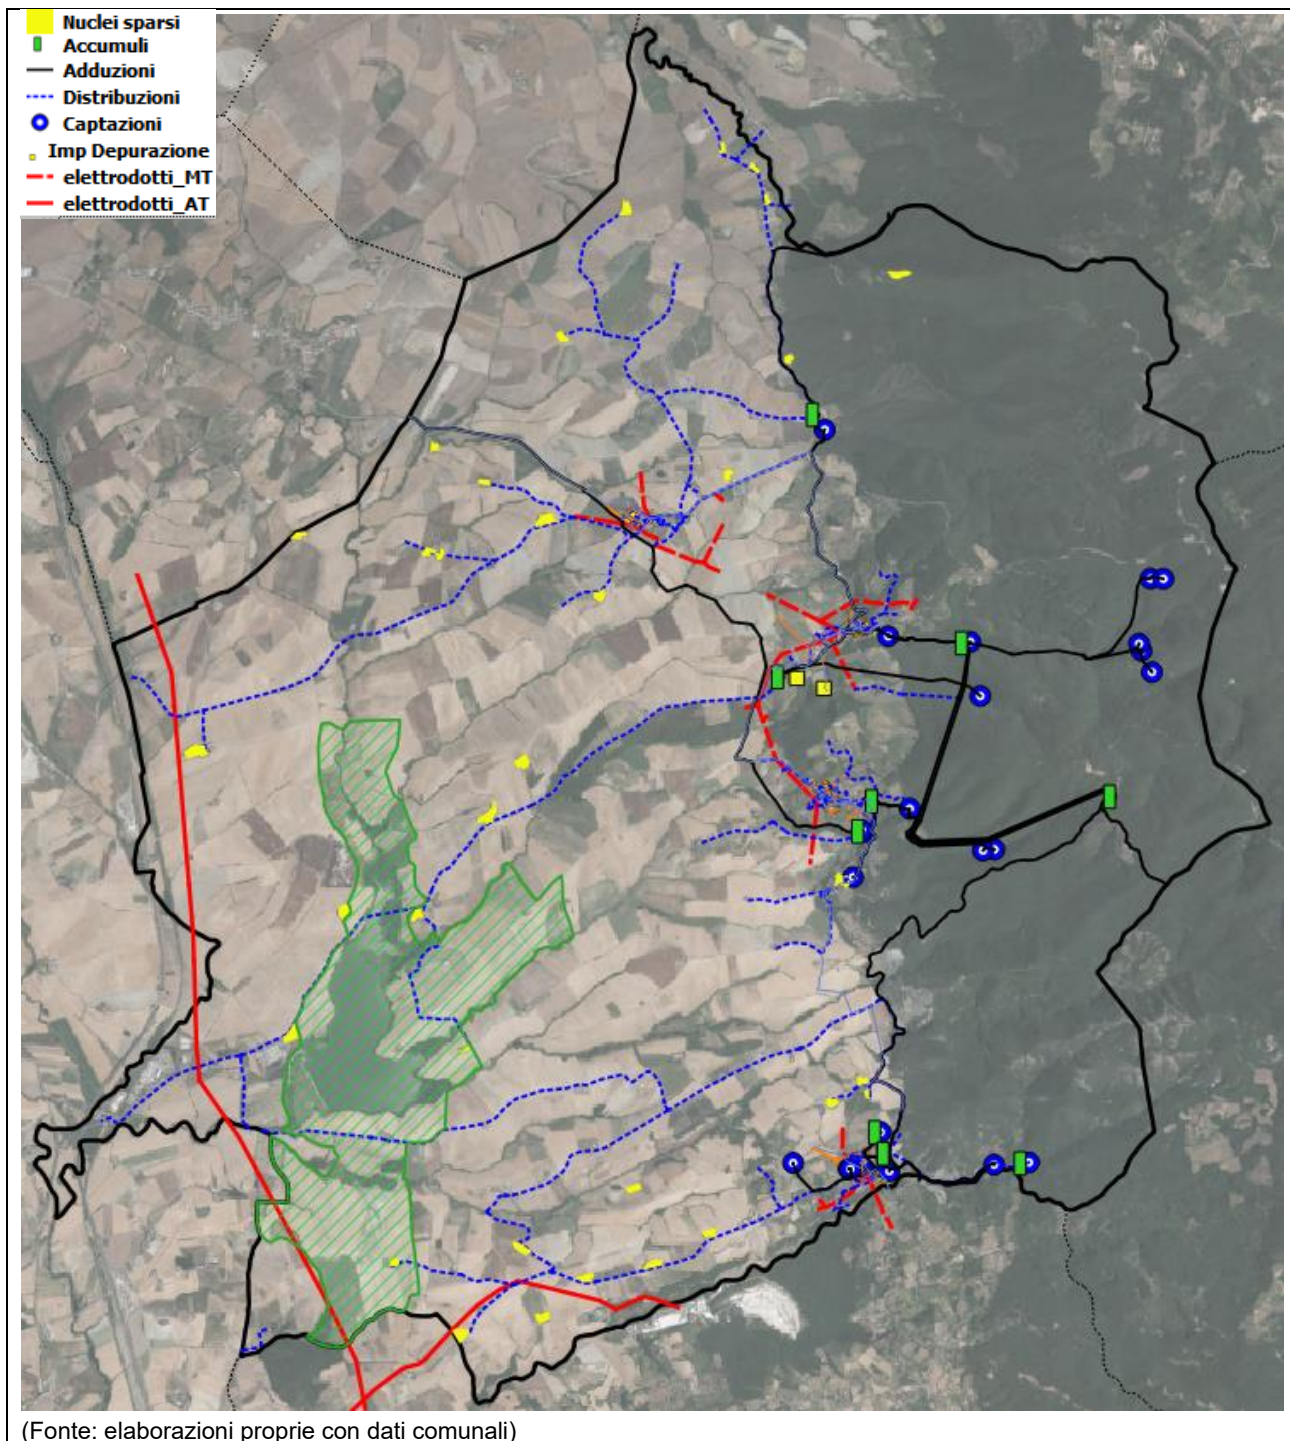 Nuclei sparsi
Accumuli
Adduzioni
Distribuzioni
Captazioni
Imp Depurazione
elettrodotti_MT
elettrodotti_AT
(Fonte: elaborazioni proprie con dati comunali)